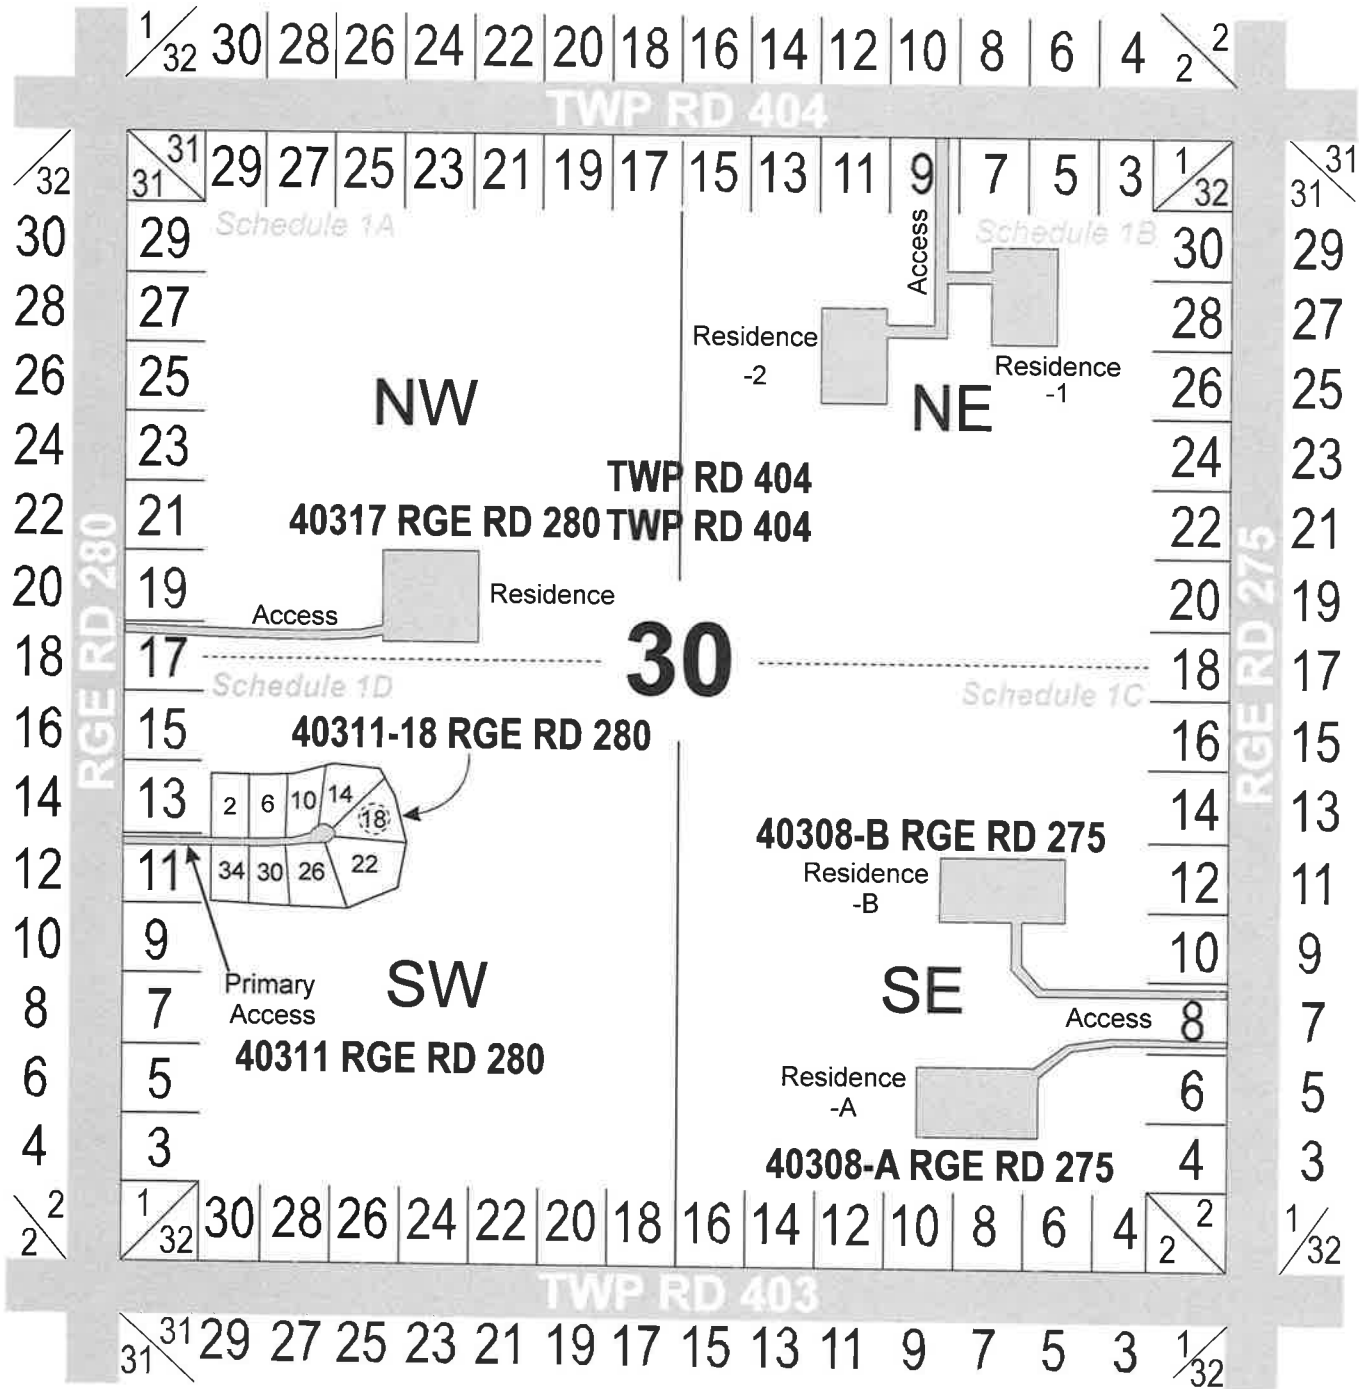 1 32 30 28 26 24 22 20 18 16 14 12 10 8 6 4 2 2
TWP RD 404
32 31 31 29 27 25 23 21 19 17 15 13 11 9 7 5 3 1 32 31 31
Schedule 1A Schedule 1B
30 29 30 29
Access
28 27 28 27
Residence
-2
Residence
-1
26 25 26 25
NW NE
24 23 24 23
TWP RD 404
40317 RGE RD 280 TWP RD 404
22 21 22 21
RGE RD 280
RGE RD 275
20 19 20 19
Access Residence
18 17 30 18 17
Schedule 1D Schedule 1C
40311-18 RGE RD 280
16 15 16 15
14 13 14 13
2 6 10 14 18
34 30 26 22
40308-B RGE RD 275
Residence
-B
12 11 12 11
10 9 10 9
Primary
Access
SW SE
8 7 Access 8 7
40311 RGE RD 280
6 5 6 5
Residence
-A
40308-A RGE RD 275
4 3 4 3
2 2 1 32 30 28 26 24 22 20 18 16 14 12 10 8 6 4 2 2 1 32
TWP RD 403
31 31 29 27 25 23 21 19 17 15 13 11 9 7 5 3 1 32